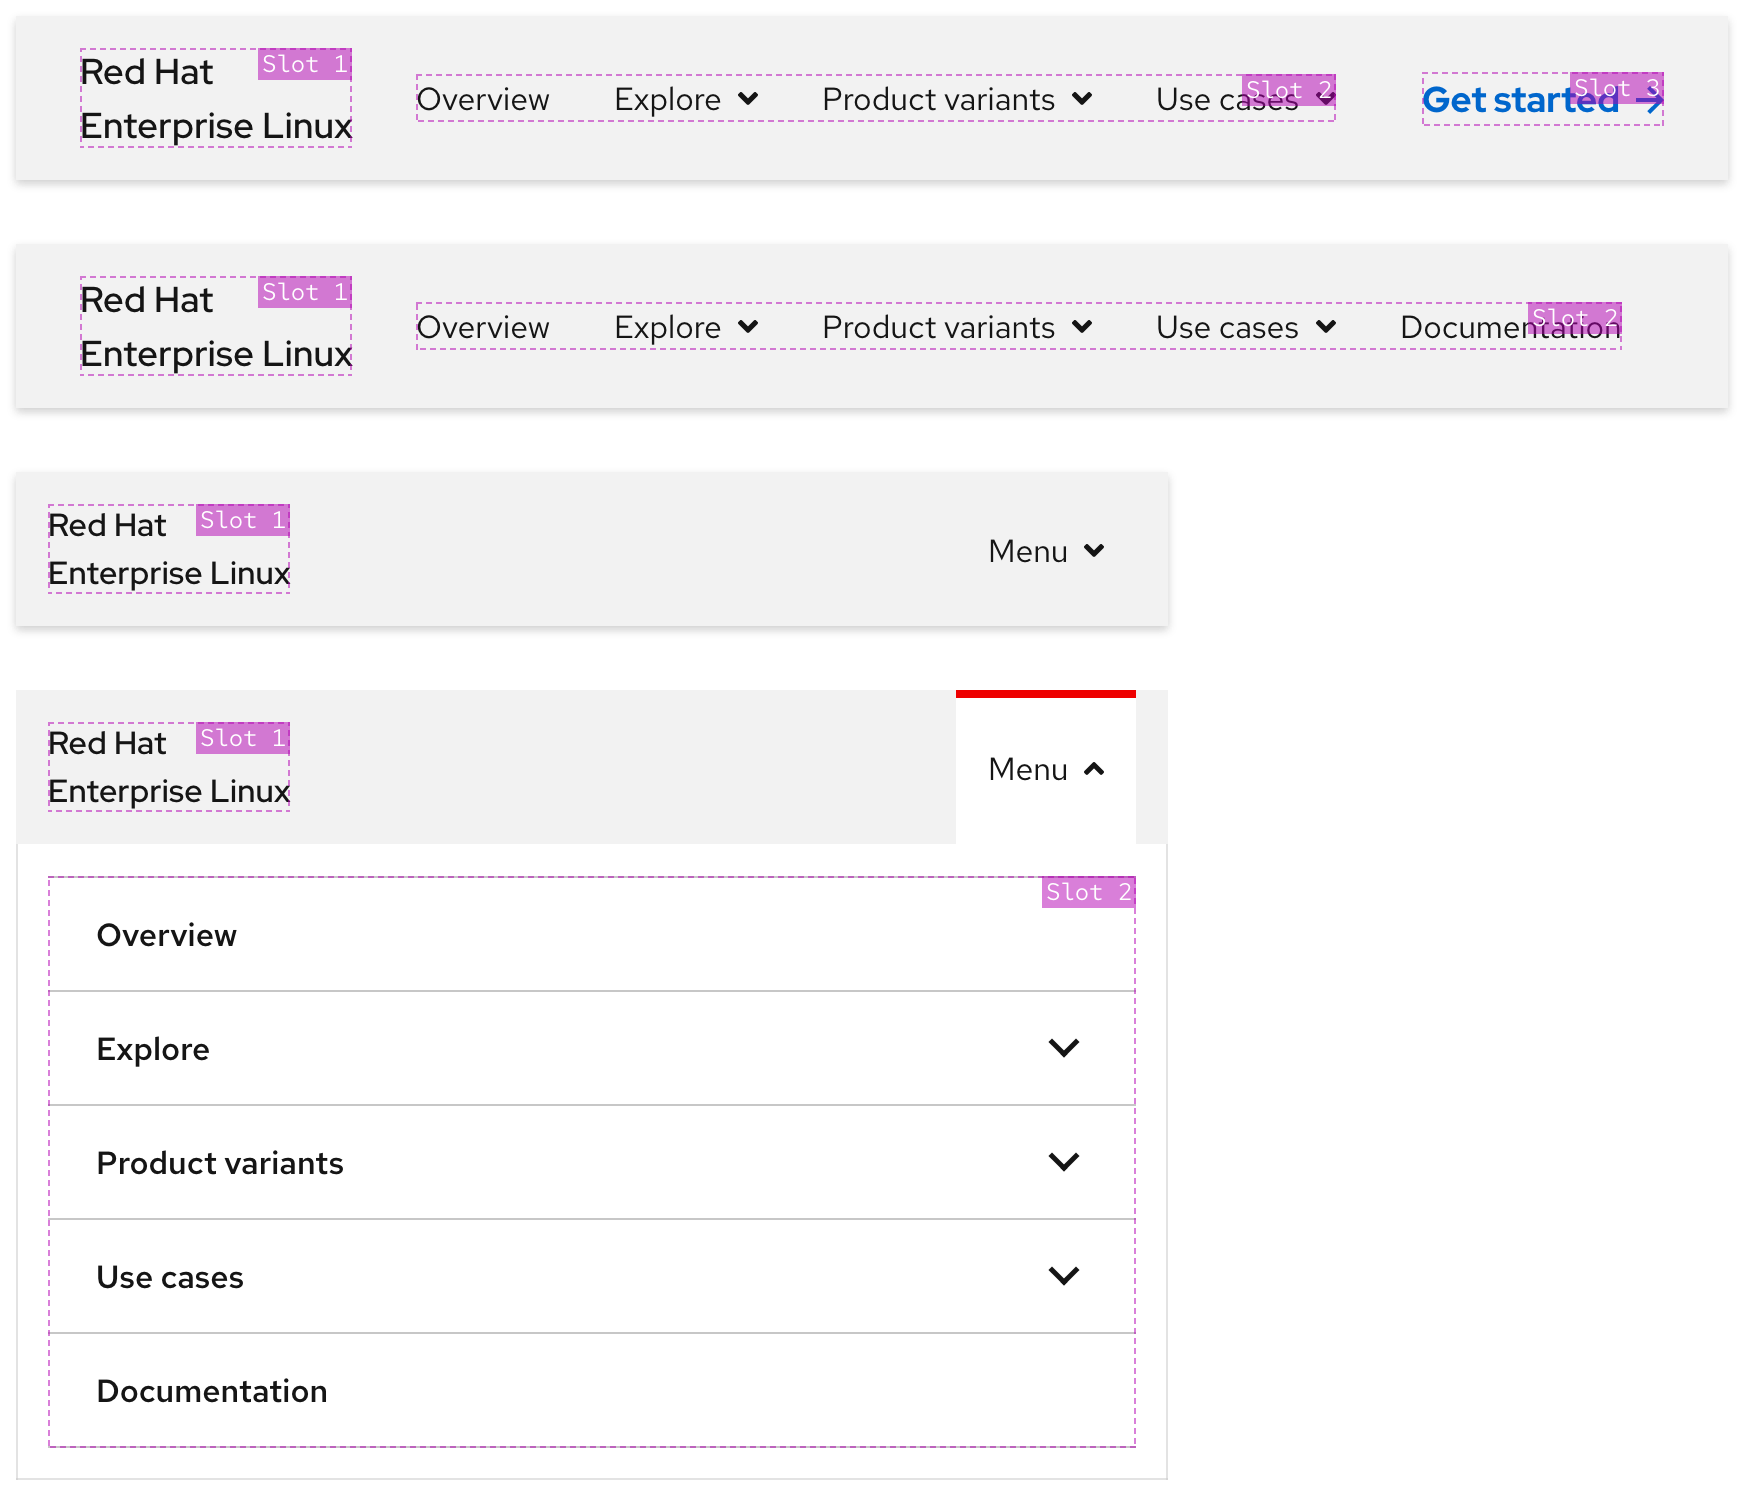 Red Hat Slot 1
Enterprise Linux
Overview Explore Product variants Use cases Slot 2
Get started Slot 3
Red Hat Slot 1
Enterprise Linux
Overview Explore Product variants Use cases Documentation Slot 2
Red Hat Slot 1
Enterprise Linux
Menu
Red Hat Slot 1
Enterprise Linux
Menu
Slot 2
Overview
Explore
Product variants
Use cases
Documentation